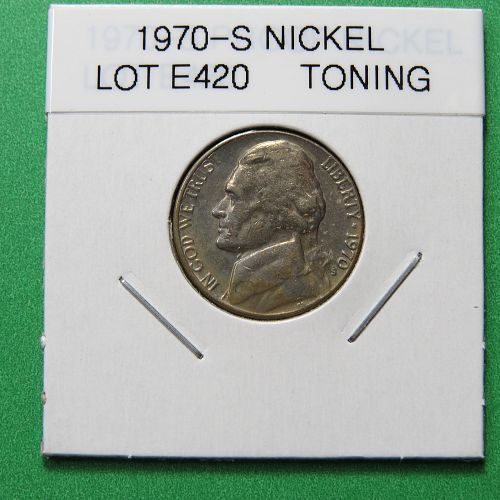 1970-S NICKEL
LOT E420 TONING
IN GOD WE TRUST
LIBERTY * 1970
S